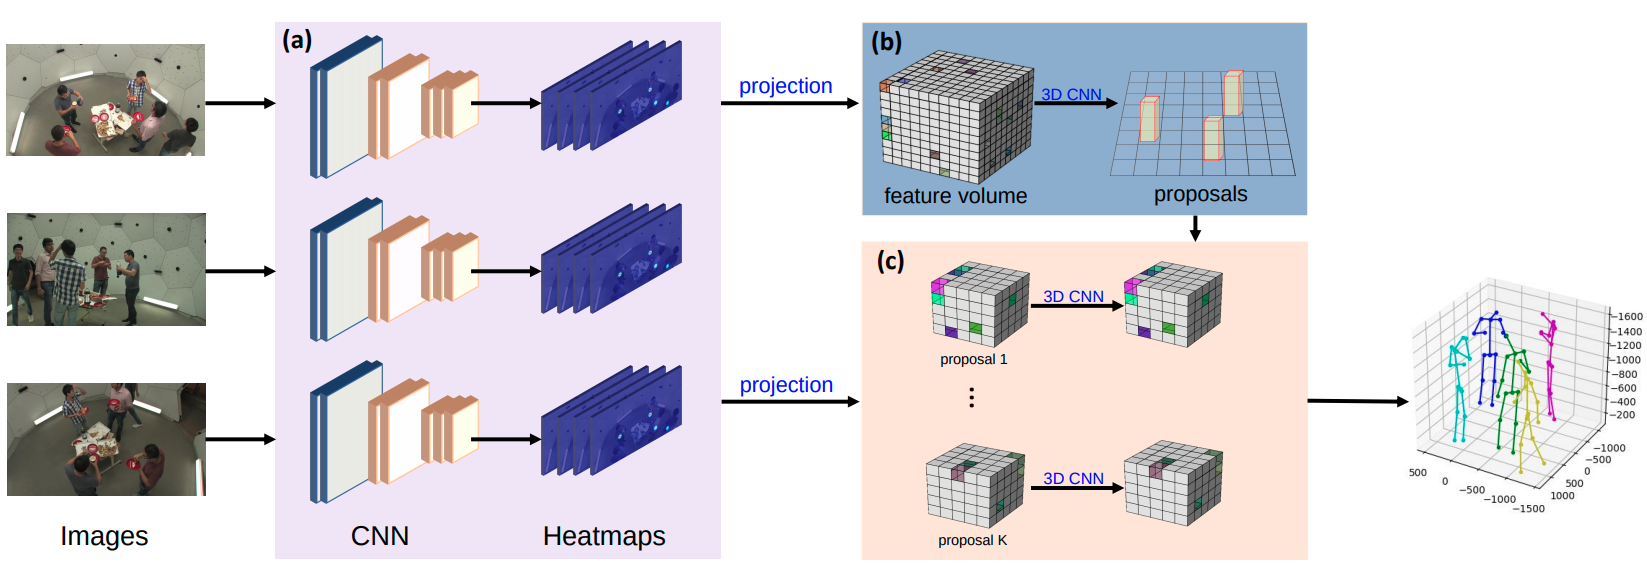 (a)
CNN
Heatmaps
Images
projection
projection
(b)
3D CNN
feature volume
proposals
(c)
3D CNN
proposal 1
⋮
3D CNN
proposal K
−1600
−1400
−1200
−1000
−800
−600
−400
−200
−1000
−500
0
500
1000
500
0
−500
−1000
−1500